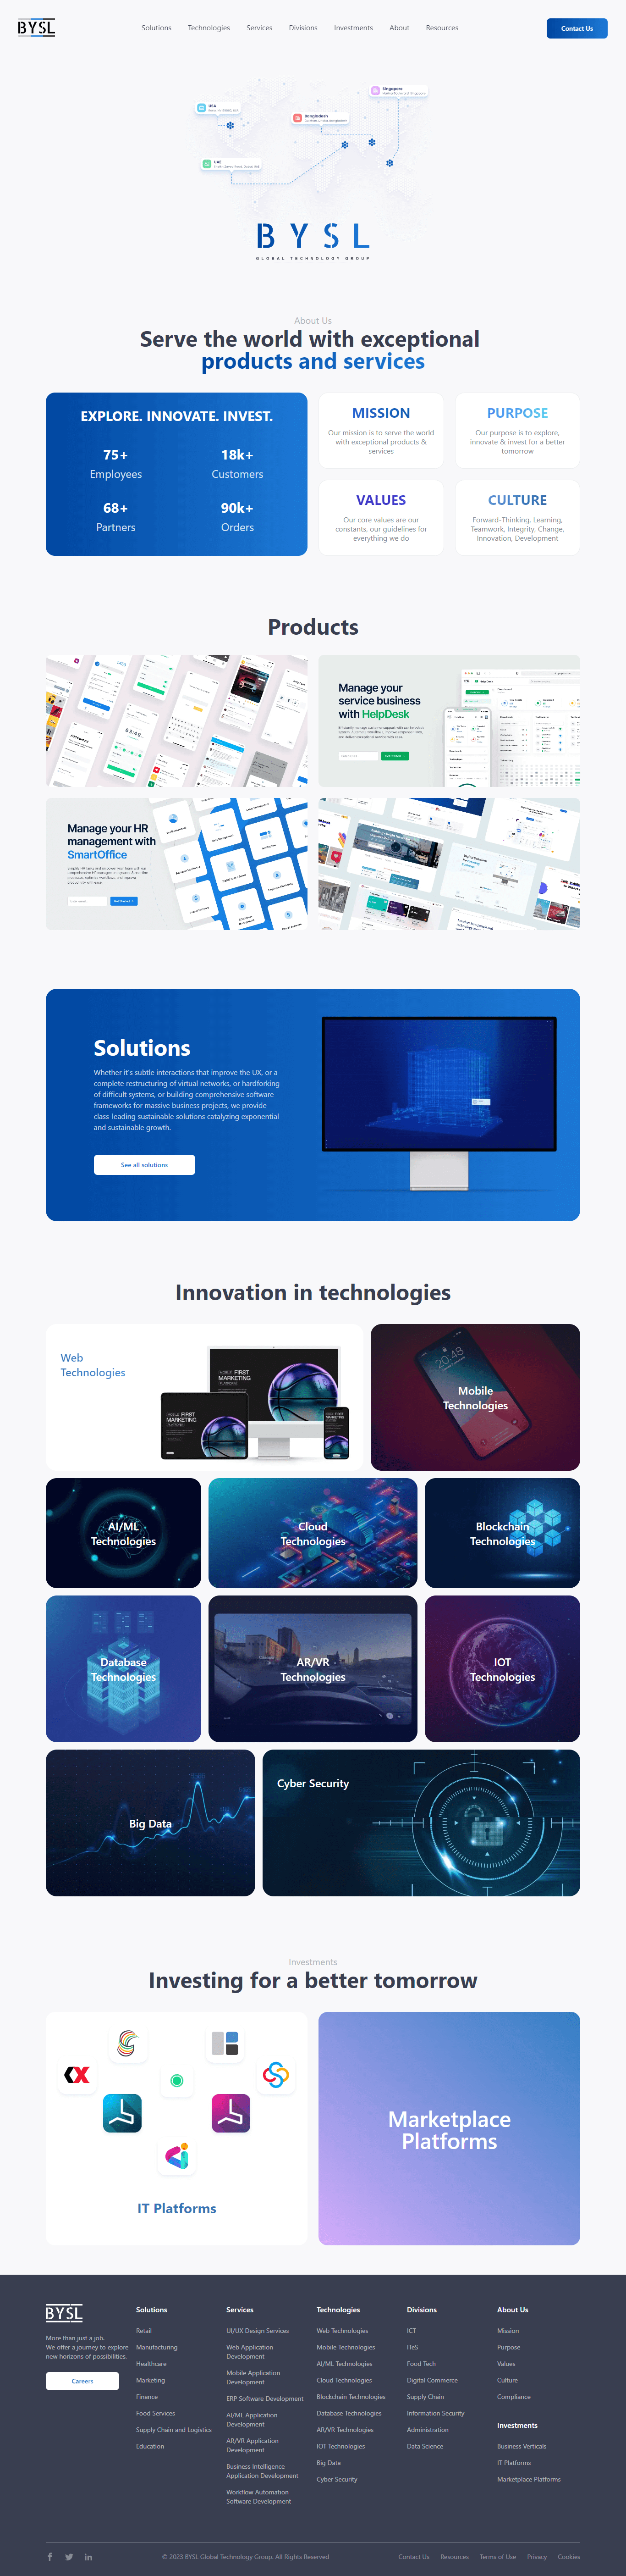 BYSL
Solutions Technologies Services Divisions Investments About Resources
Contact Us
Singapore
USA
Bangladesh
UAE
BYSL
GLOBAL TECHNOLOGY GROUP
About Us
Serve the world with exceptional
products and services
EXPLORE. INNOVATE. INVEST.
75+ 18k+
Employees Customers
68+ 90k+
Partners Orders
MISSION
Our mission is to serve the world
with exceptional products &
services
PURPOSE
Our purpose is to explore,
innovate & invest for a better
tomorrow
VALUES
Our core values are our
constants, our guidelines for
everything we do
CULTURE
Forward-Thinking, Learning,
Teamwork, Integrity, Change,
Innovation, Development
Products
Manage your
service business
with HelpDesk
Manage your HR
management with
SmartOffice
Solutions
Whether it's subtle interactions that improve the UX, or a
complete restructuring of virtual networks, or hardforking
of difficult systems, or building comprehensive software
frameworks for massive business projects, we provide
class-leading sustainable solutions catalyzing exponential
and sustainable growth.
See all solutions
Innovation in technologies
Web
Technologies
FIRST
MARKETING
20:48
Mobile
Technologies
AI/ML
Technologies
Cloud
Technologies
Blockchain
Technologies
Database
Technologies
AR/VR
Technologies
IOT
Technologies
Big Data
Cyber Security
Investments
Investing for a better tomorrow
IT Platforms
Marketplace
Platforms
BYSL
More than just a job.
We offer a journey to explore
new horizons of possibilities.
Careers
Solutions
Retail
Manufacturing
Healthcare
Marketing
Finance
Food Services
Supply Chain and Logistics
Education
Services
UI/UX Design Services
Web Application
Development
Mobile Application
Development
ERP Software Development
AI/ML Application
Development
AR/VR Application
Development
Business Intelligence
Application Development
Workflow Automation
Software Development
Technologies
Web Technologies
Mobile Technologies
AI/ML Technologies
Cloud Technologies
Blockchain Technologies
Database Technologies
AR/VR Technologies
IOT Technologies
Big Data
Cyber Security
Divisions
ICT
ITeS
Food Tech
Digital Commerce
Supply Chain
Information Security
Administration
Data Science
About Us
Mission
Purpose
Values
Culture
Compliance
Investments
Business Verticals
IT Platforms
Marketplace Platforms
© 2023 BYSL Global Technology Group. All Rights Reserved
Contact Us Resources Terms of Use Privacy Cookies